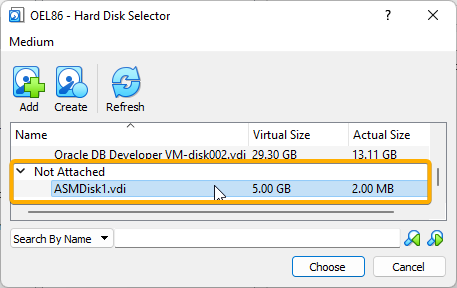 OEL86 - Hard Disk Selector
Medium
Add Create Refresh
Name Virtual Size Actual Size
Oracle DB Developer VM-disk002.vdi 29.30 GB 13.11 GB
Not Attached
ASMDisk1.vdi 5.00 GB 2.00 MB
Search By Name
Choose Cancel